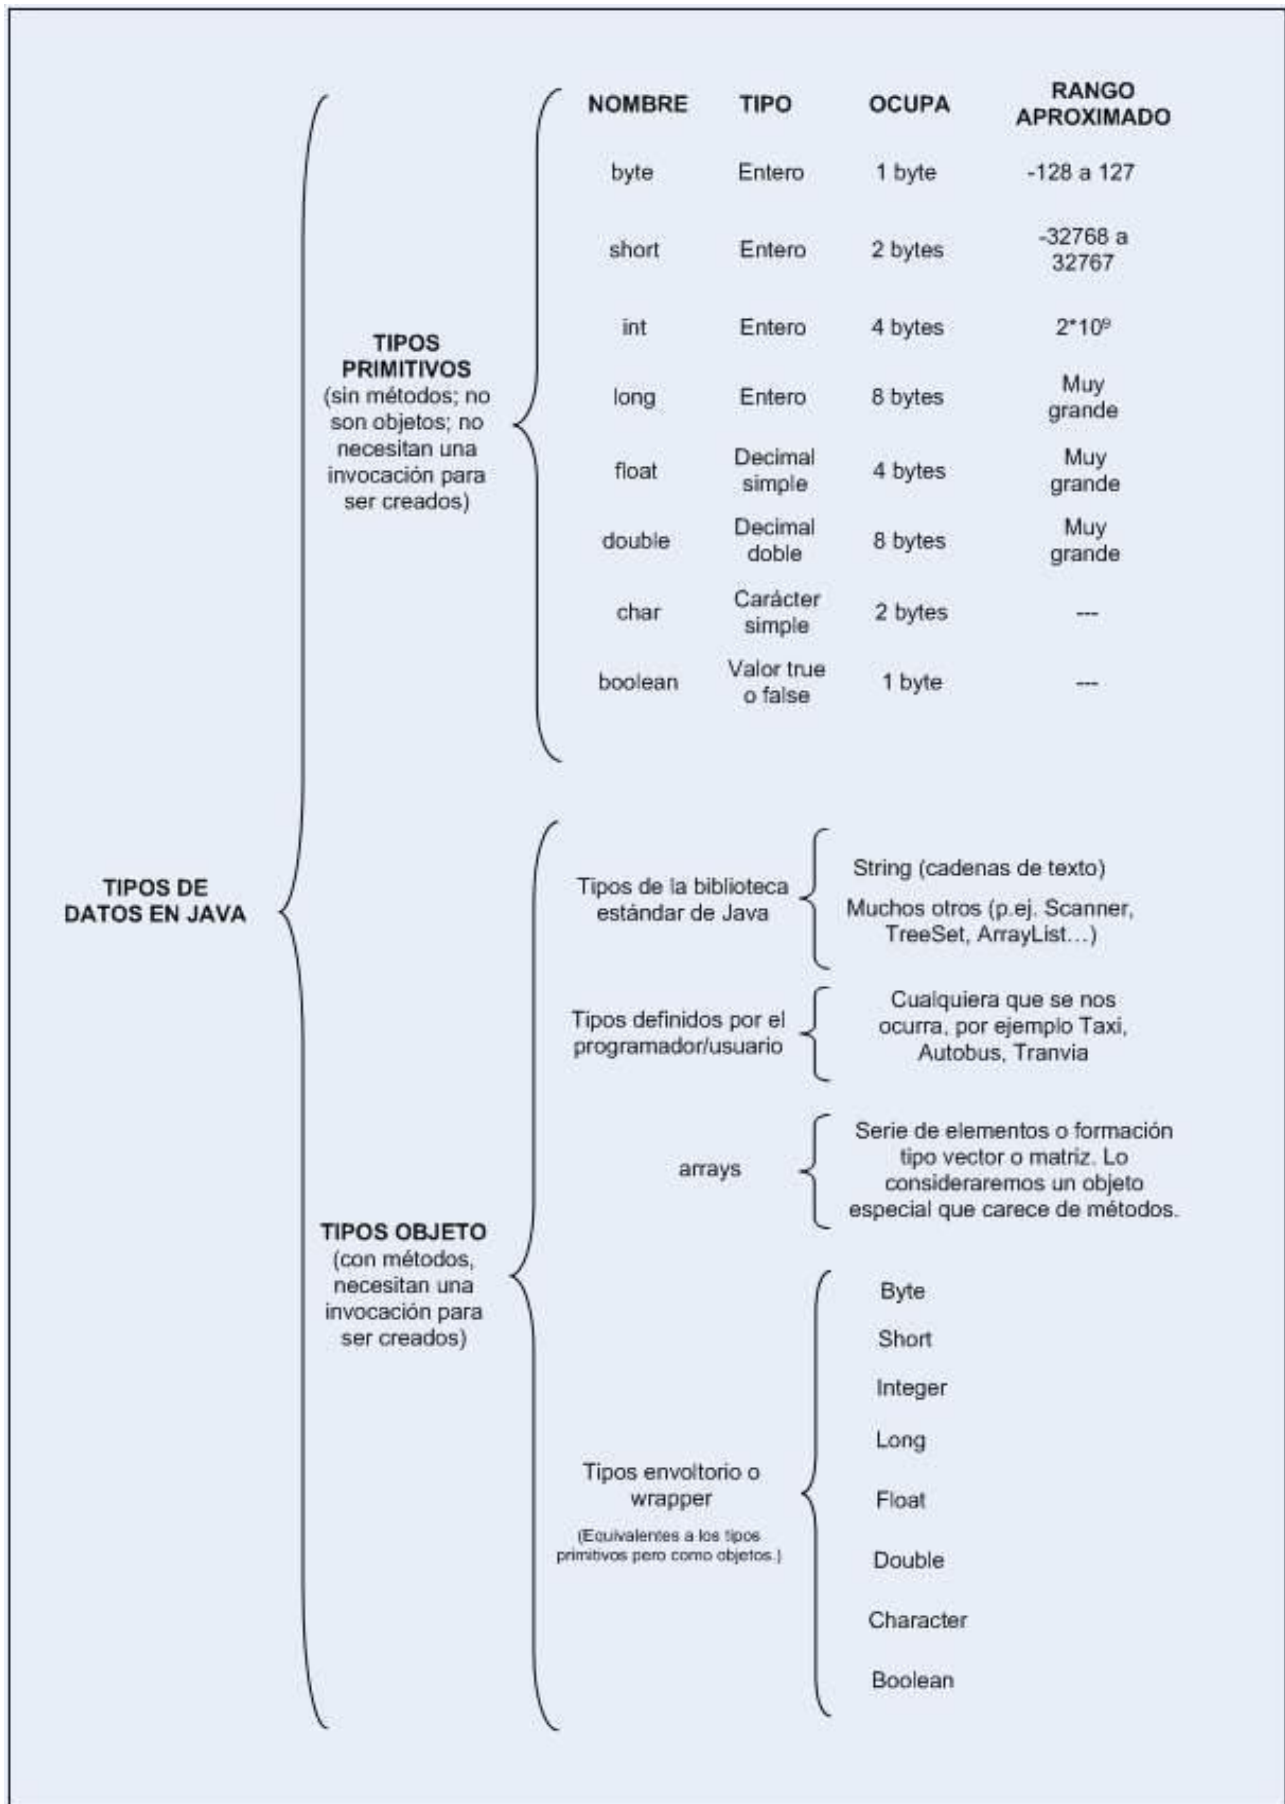 TIPOS DE
DATOS EN JAVA
TIPOS
PRIMITIVOS
(sin métodos; no
son objetos; no
necesitan una
invocación para
ser creados)
NOMBRE TIPO OCUPA RANGO
APROXIMADO
byte Entero 1 byte -128 a 127
short Entero 2 bytes -32768 a
32767
int Entero 4 bytes 2*10⁹
long Entero 8 bytes Muy
grande
float Decimal
simple 4 bytes Muy
grande
double Decimal
doble 8 bytes Muy
grande
char Carácter
simple 2 bytes ---
boolean Valor true
o false 1 byte ---
TIPOS OBJETO
(con métodos,
necesitan una
invocación para
ser creados)
Tipos de la biblioteca
estándar de Java
String (cadenas de texto)
Muchos otros (p.ej. Scanner,
TreeSet, ArrayList…)
Tipos definidos por el
programador/usuario
Cualquiera que se nos
ocurra, por ejemplo Taxi,
Autobus, Tranvia
arrays
Serie de elementos o formación
tipo vector o matriz. Lo
consideraremos un objeto
especial que carece de métodos.
Tipos envoltorio o
wrapper
(Equivalentes a los tipos
primitivos pero como objetos.)
Byte
Short
Integer
Long
Float
Double
Character
Boolean